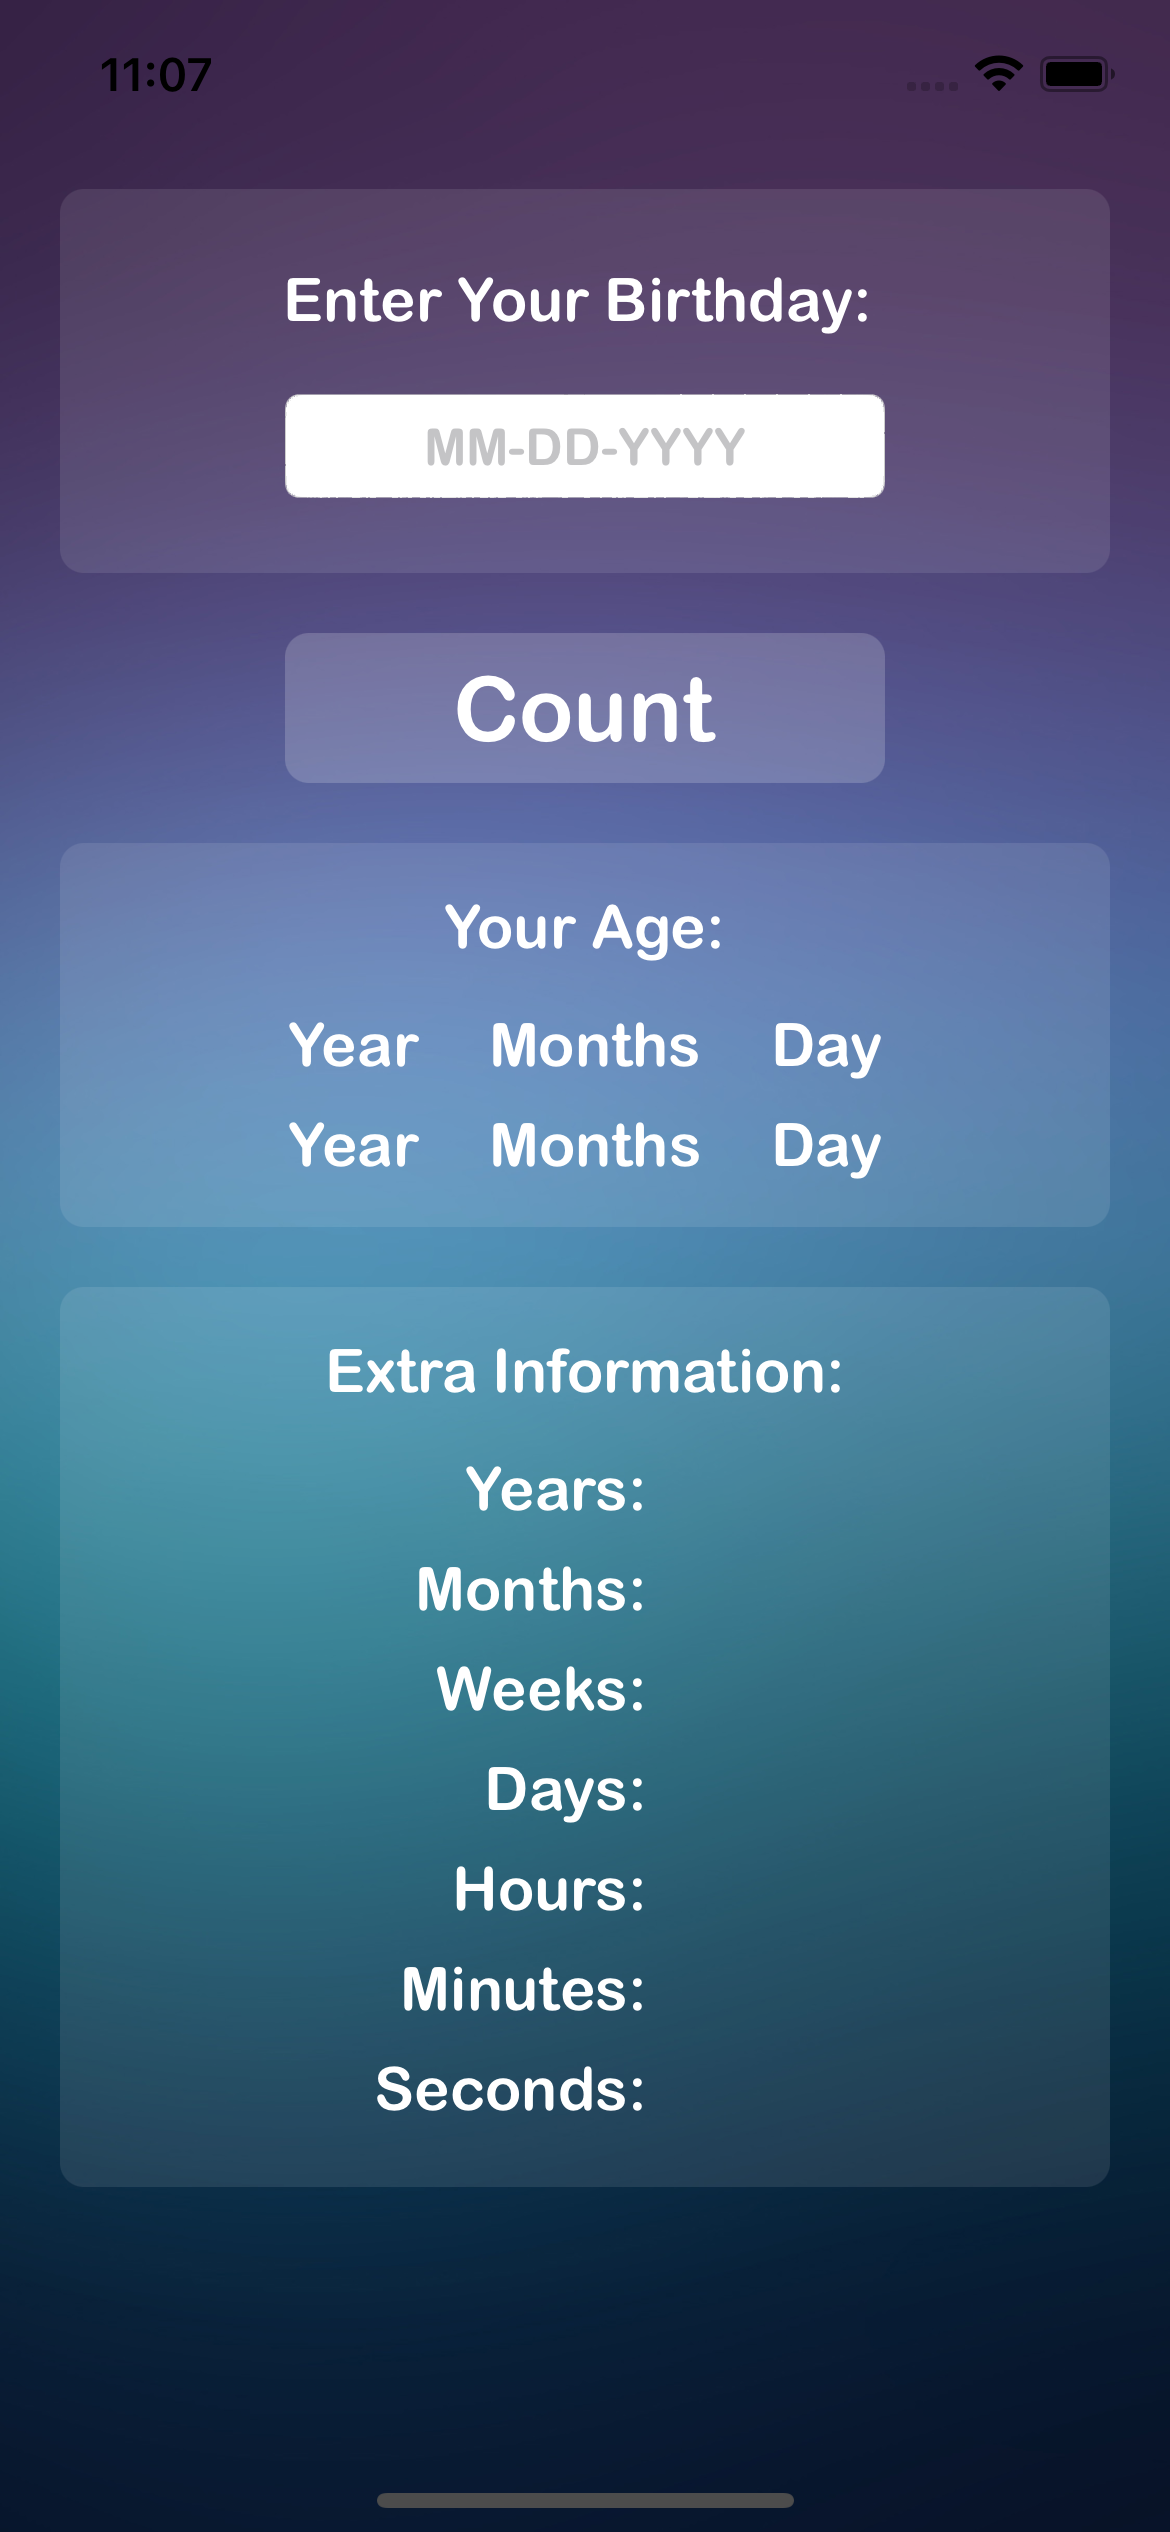 11:07
Enter Your Birthday:
MM-DD-YYYY
Count
Your Age:
Year Months Day
Year Months Day
Extra Information:
Years:
Months:
Weeks:
Days:
Hours:
Minutes:
Seconds: